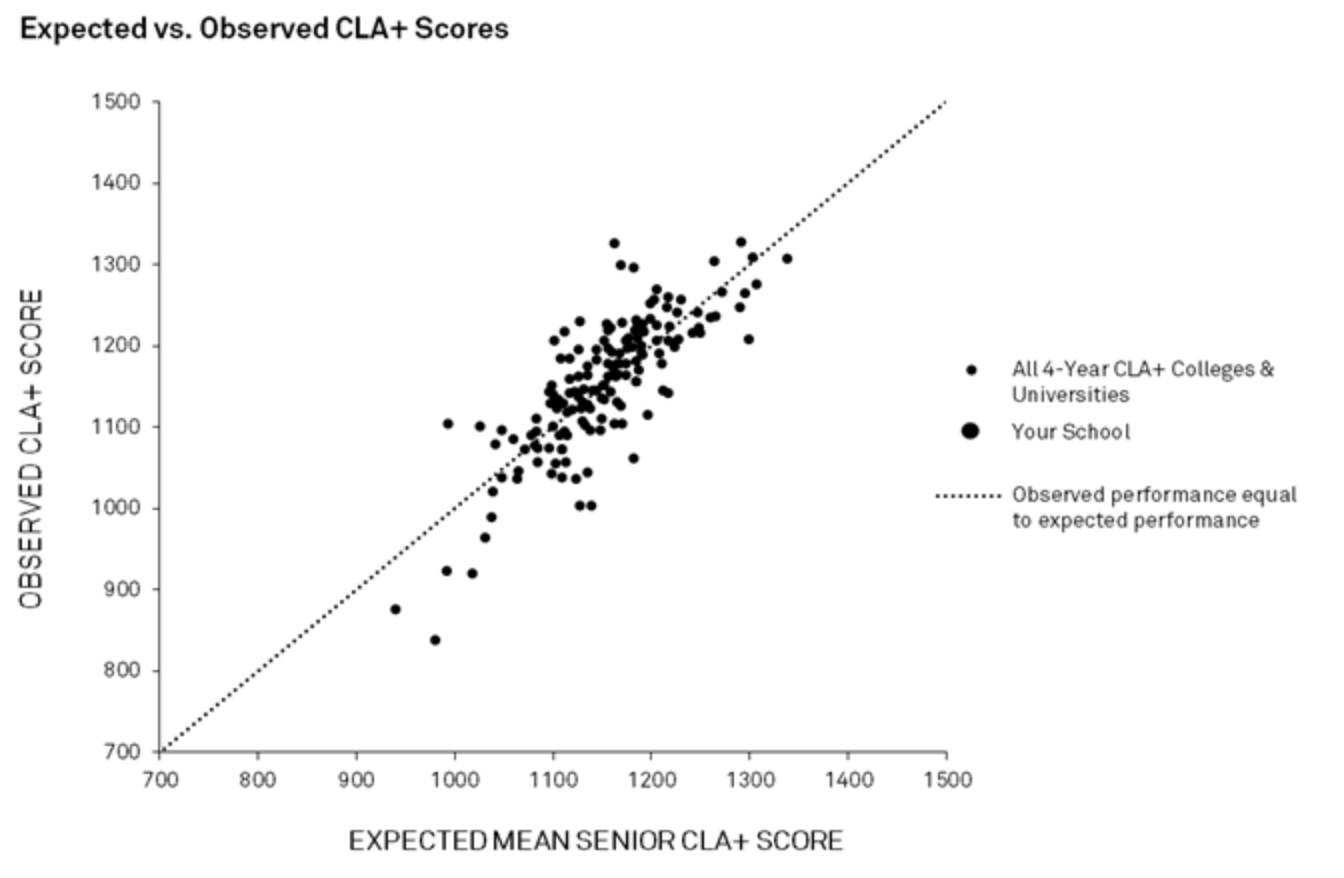 Expected vs. Observed CLA+ Scores
1500
1400
1300
1200
1100
1000
900
800
700
OBSERVED CLA+ SCORE
700 800 900 1000 1100 1200 1300 1400 1500
EXPECTED MEAN SENIOR CLA+ SCORE
All 4-Year CLA+ Colleges &
Universities
Your School
Observed performance equal
to expected performance